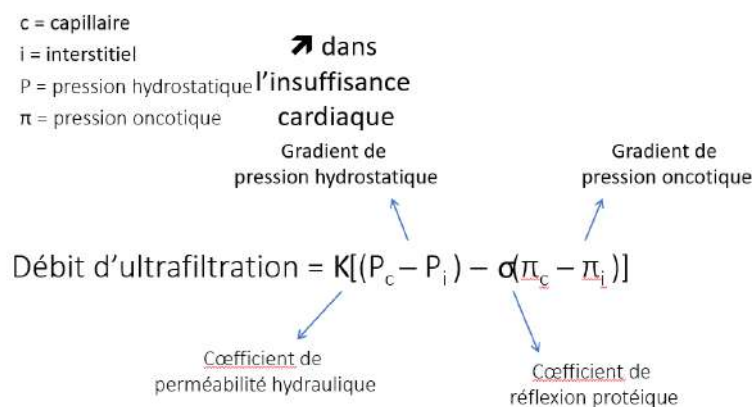 c = capillaire
i = interstitiel
P = pression hydrostatique
π = pression oncotique
↗ dans
l'insuffisance
cardiaque
Gradient de
pression hydrostatique
Gradient de
pression oncotique
Débit d'ultrafiltration = K[(Pc – Pi) – σ(πc – πi)]
Cœfficient de
perméabilité hydraulique
Cœfficient de
réflexion protéique